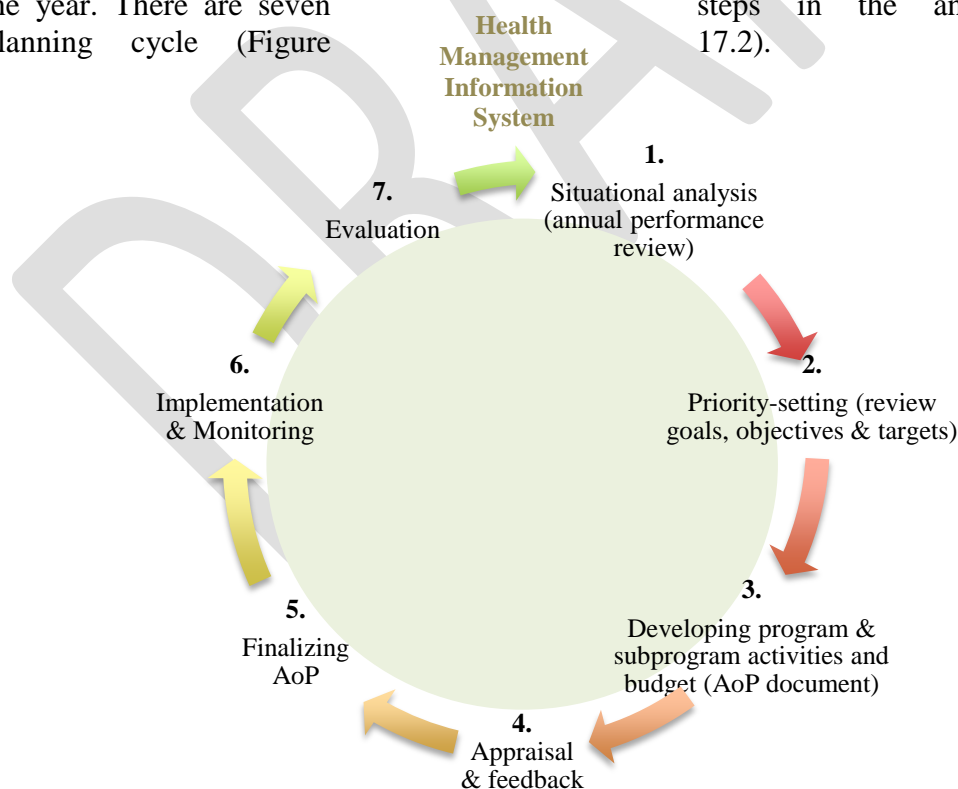 ne year. There are seven
steps in the an
lanning cycle (Figure
17.2).
DRA
Health
Management
Information
System
1.
Situational analysis
(annual performance
review)
2.
Priority-setting (review
goals, objectives & targets)
3.
Developing program &
subprogram activities and
budget (AoP document)
4.
Appraisal
& feedback
5.
Finalizing
AoP
6.
Implementation
& Monitoring
7.
Evaluation